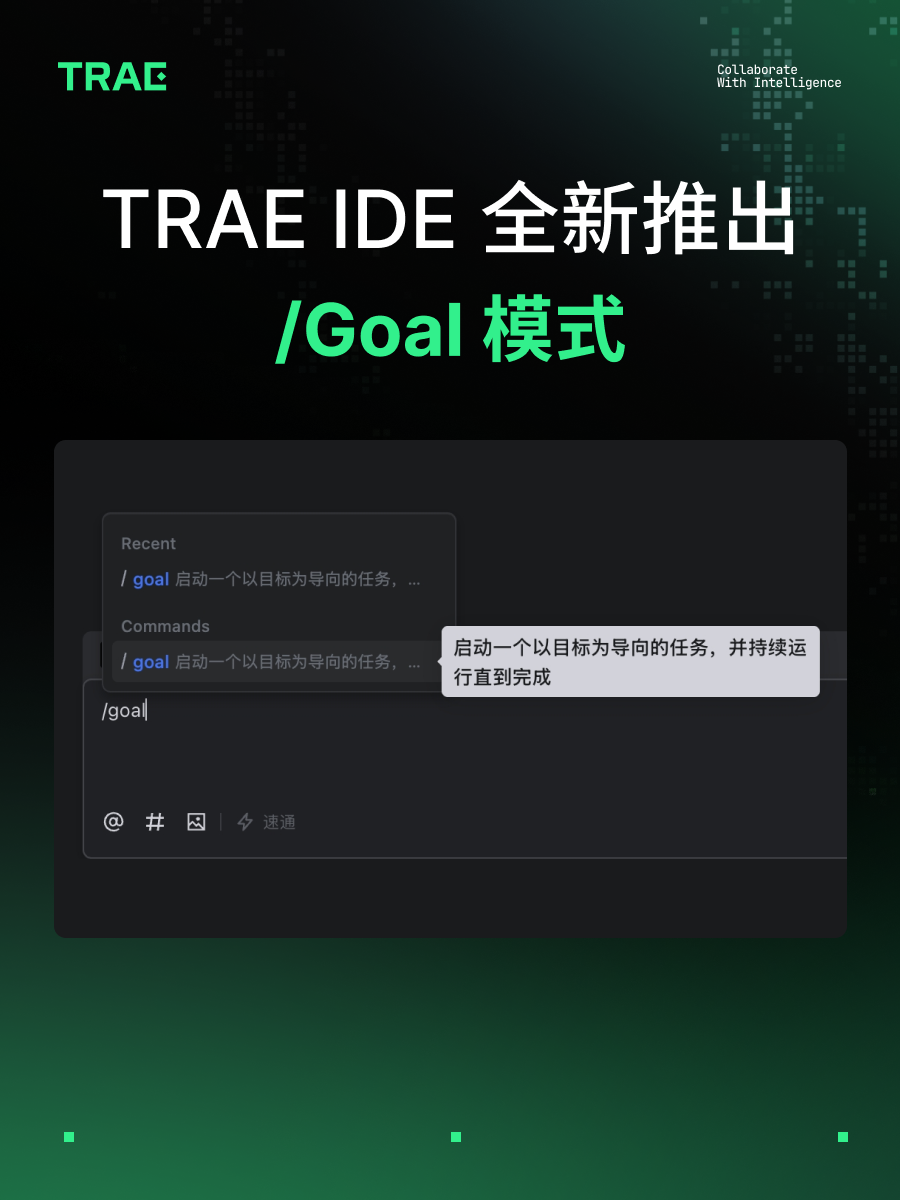 TRAE
Collaborate
With Intelligence
TRAE IDE 全新推出
/Goal 模式
Recent
/ goal 启动一个以目标为导向的任务，...
Commands
/ goal 启动一个以目标为导向的任务，...
启动一个以目标为导向的任务，并持续运
行直到完成
/goal
速通